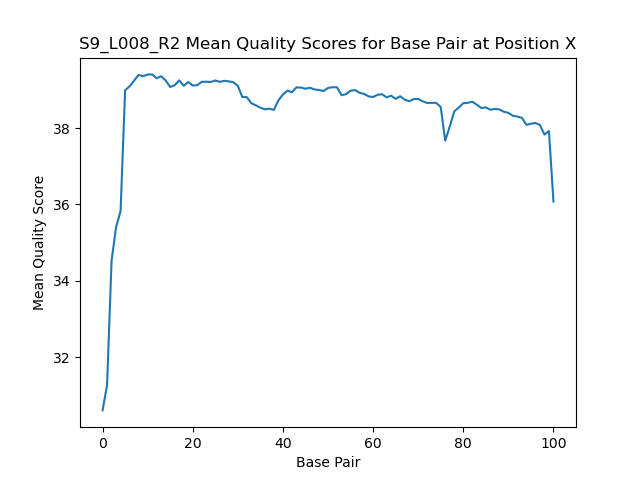 S9_L008_R2 Mean Quality Scores for Base Pair at Position X
Mean Quality Score
38
36
34
32
0 20 40 60 80 100
Base Pair